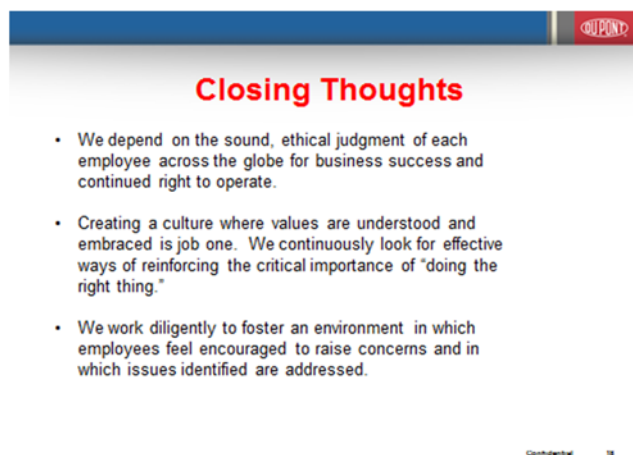 DUPONT
Closing Thoughts
• We depend on the sound, ethical judgment of each
employee across the globe for business success and
continued right to operate.
• Creating a culture where values are understood and
embraced is job one. We continuously look for effective
ways of reinforcing the critical importance of “doing the
right thing.”
• We work diligently to foster an environment in which
employees feel encouraged to raise concerns and in
which issues identified are addressed.
Confidential